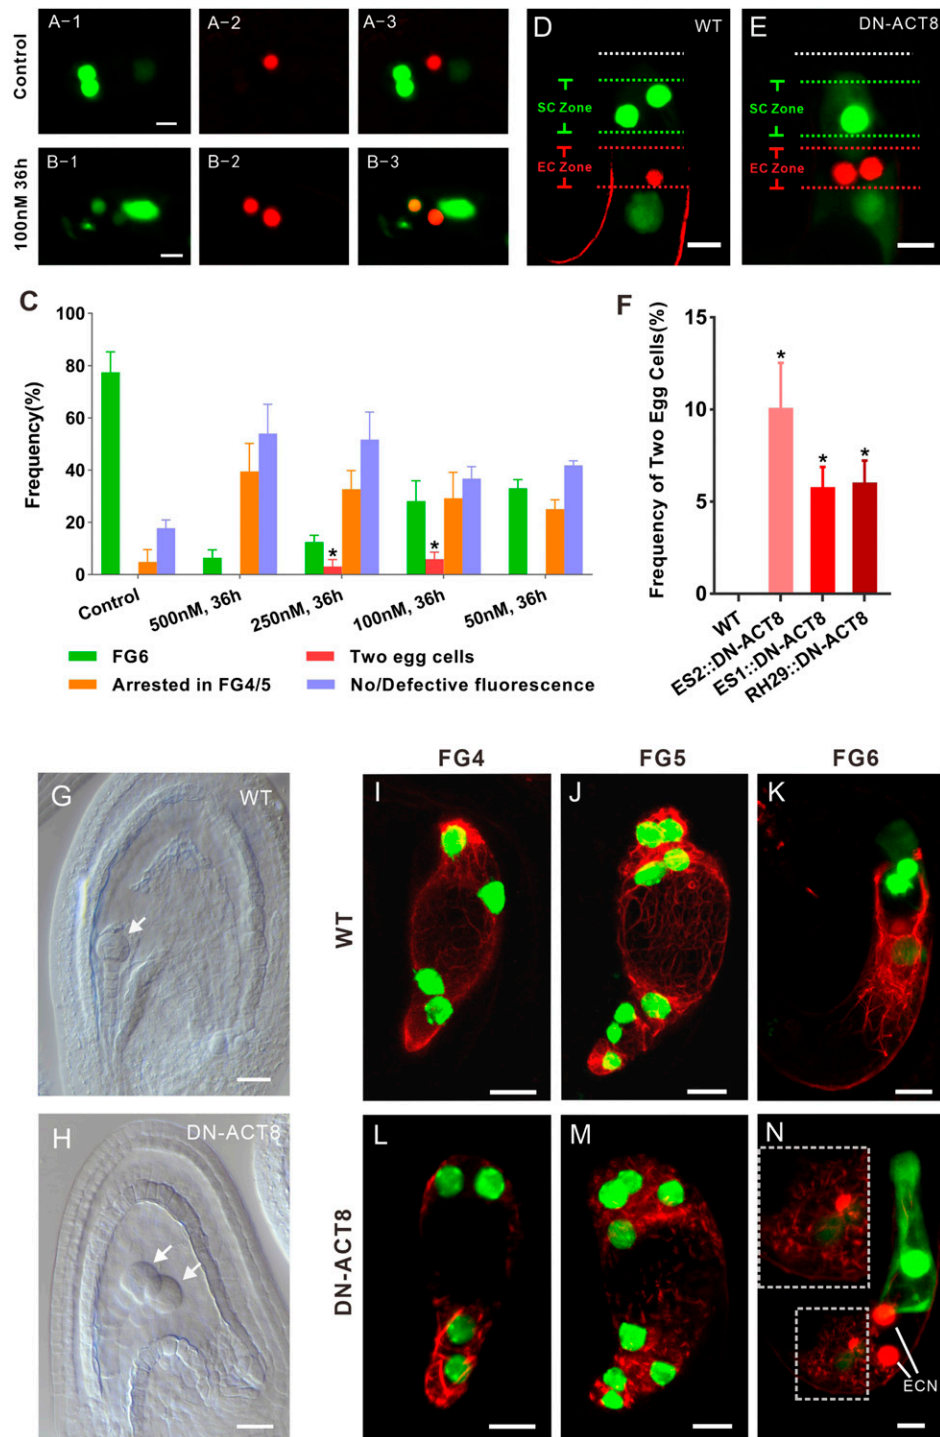 Control
A-1
A-2
A-3
100nM 36h
B-1
B-2
B-3
D
WT
SC Zone
EC Zone
E
DN-ACT8
SC Zone
EC Zone
C
Frequency(%)
100
80
60
40
20
0
*
*
Control
500nM, 36h
250nM, 36h
100nM, 36h
50nM, 36h
FG6
Two egg cells
Arrested in FG4/5
No/Defective fluorescence
F
Frequency of Two Egg Cells(%)
15
10
5
0
*
*
*
WT
ES2::DN-ACT8
ES1::DN-ACT8
RH29::DN-ACT8
G
WT
H
DN-ACT8
FG4
FG5
FG6
WT
I
J
K
DN-ACT8
L
M
N
ECN